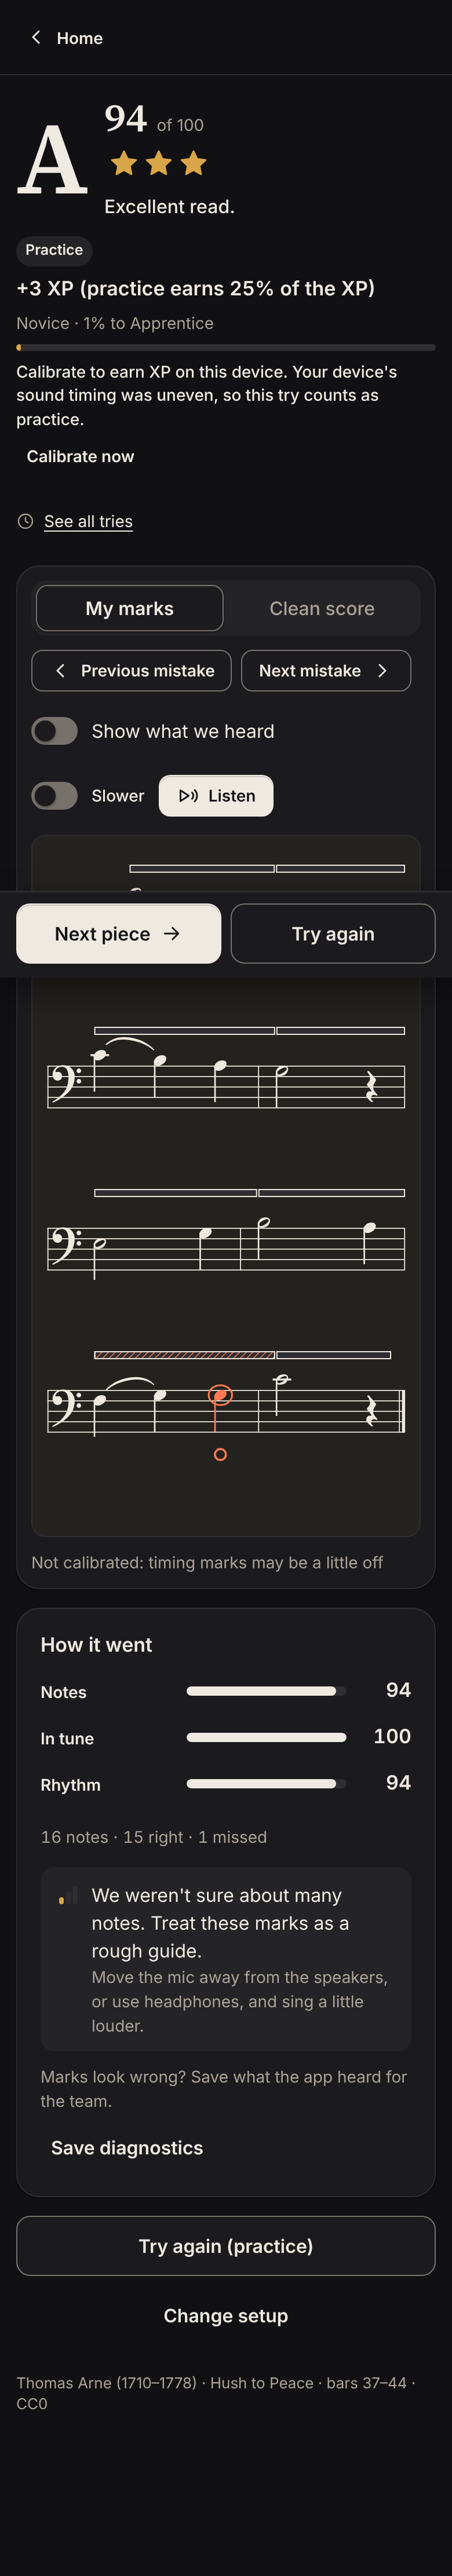 Home
A
94 of 100
Excellent read.
Practice
+3 XP (practice earns 25% of the XP)
Novice · 1% to Apprentice
Calibrate to earn XP on this device. Your device's
sound timing was uneven, so this try counts as
practice.
Calibrate now
See all tries
My marks
Clean score
Previous mistake
Next mistake
Show what we heard
Slower
Listen
Next piece
Try again
Not calibrated: timing marks may be a little off
How it went
Notes 94
In tune 100
Rhythm 94
16 notes · 15 right · 1 missed
We weren't sure about many
notes. Treat these marks as a
rough guide.
Move the mic away from the speakers,
or use headphones, and sing a little
louder.
Marks look wrong? Save what the app heard for
the team.
Save diagnostics
Try again (practice)
Change setup
Thomas Arne (1710–1778) · Hush to Peace · bars 37–44 ·
CC0